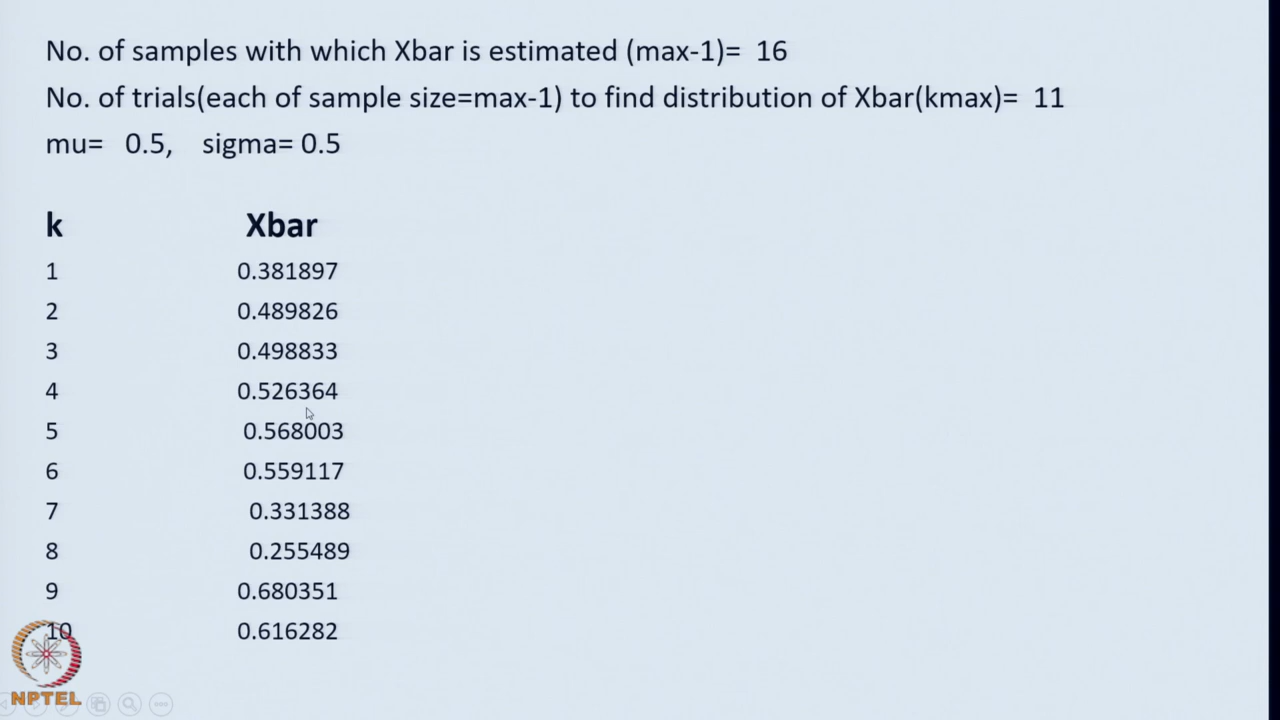 No. of samples with which Xbar is estimated (max-1)= 16
No. of trials(each of sample size=max-1) to find distribution of Xbar(kmax)= 11
mu= 0.5, sigma= 0.5
k Xbar
1 0.381897
2 0.489826
3 0.498833
4 0.526364
5 0.568003
6 0.559117
7 0.331388
8 0.255489
9 0.680351
10 0.616282
NPTEL